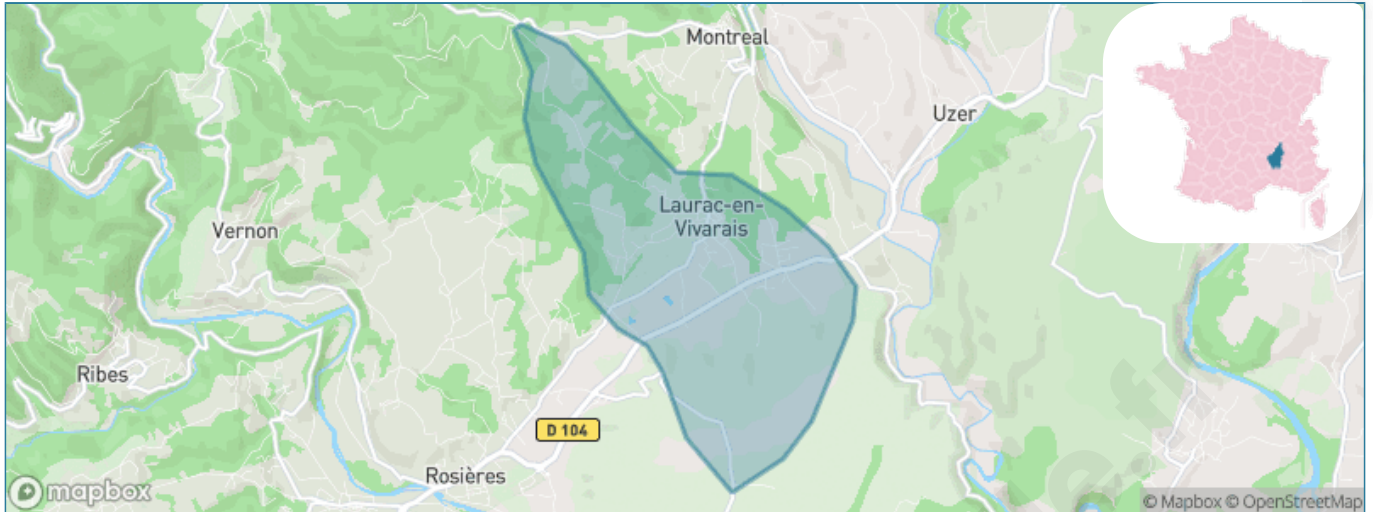 Montreal
Uzer
Laurac-en-
Vivarais
Vernon
Ribes
D 104
Rosières
mapbox
© Mapbox © OpenStreetMap